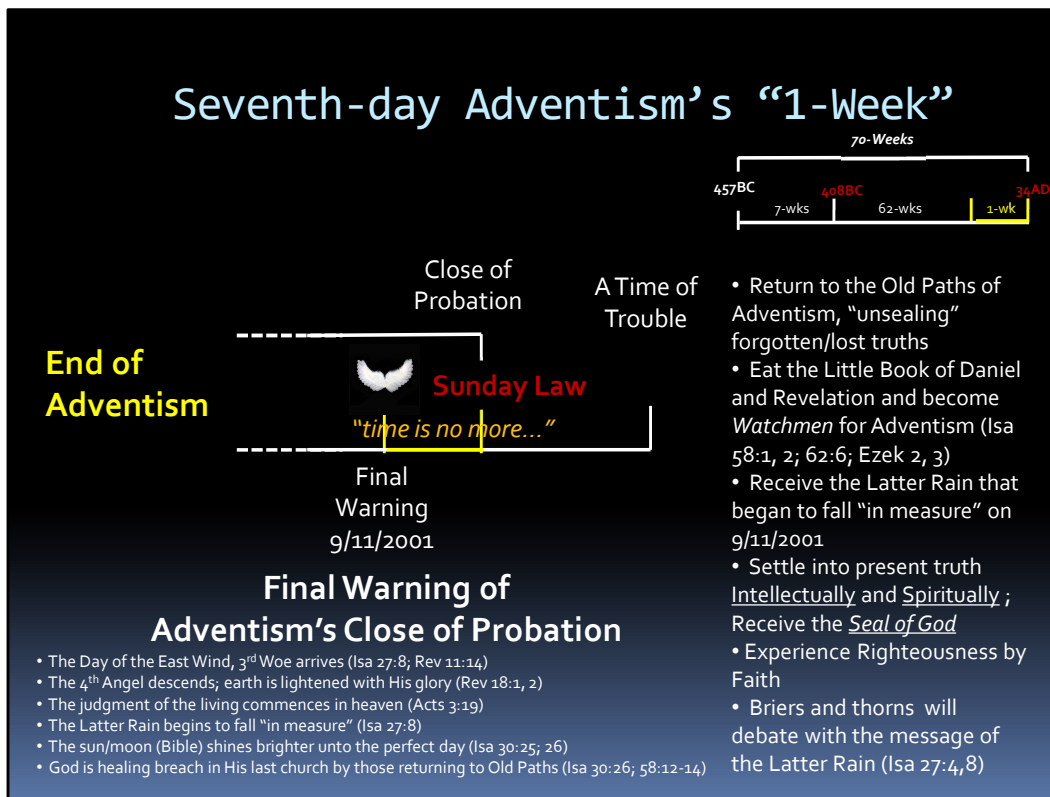 Seventh-day Adventism’s “1-Week”
70-Weeks
457BC
408BC
34AD
7-wks
62-wks
1-wk
Close of
Probation
A Time of
Trouble
End of
Adventism
Sunday Law
“time is no more…”
Final
Warning
9/11/2001
Final Warning of
Adventism’s Close of Probation
• The Day of the East Wind, 3rd Woe arrives (Isa 27:8; Rev 11:14)
• The 4th Angel descends; earth is lightened with His glory (Rev 18:1, 2)
• The judgment of the living commences in heaven (Acts 3:19)
• The Latter Rain begins to fall “in measure” (Isa 27:8)
• The sun/moon (Bible) shines brighter unto the perfect day (Isa 30:25; 26)
• God is healing breach in His last church by those returning to Old Paths (Isa 30:26; 58:12-14)
• Return to the Old Paths of
Adventism, “unsealing”
forgotten/lost truths
• Eat the Little Book of Daniel
and Revelation and become
Watchmen for Adventism (Isa
58:1, 2; 62:6; Ezek 2, 3)
• Receive the Latter Rain that
began to fall “in measure” on
9/11/2001
• Settle into present truth
Intellectually and Spiritually ;
Receive the Seal of God
• Experience Righteousness by
Faith
• Briers and thorns will
debate with the message of
the Latter Rain (Isa 27:4,8)